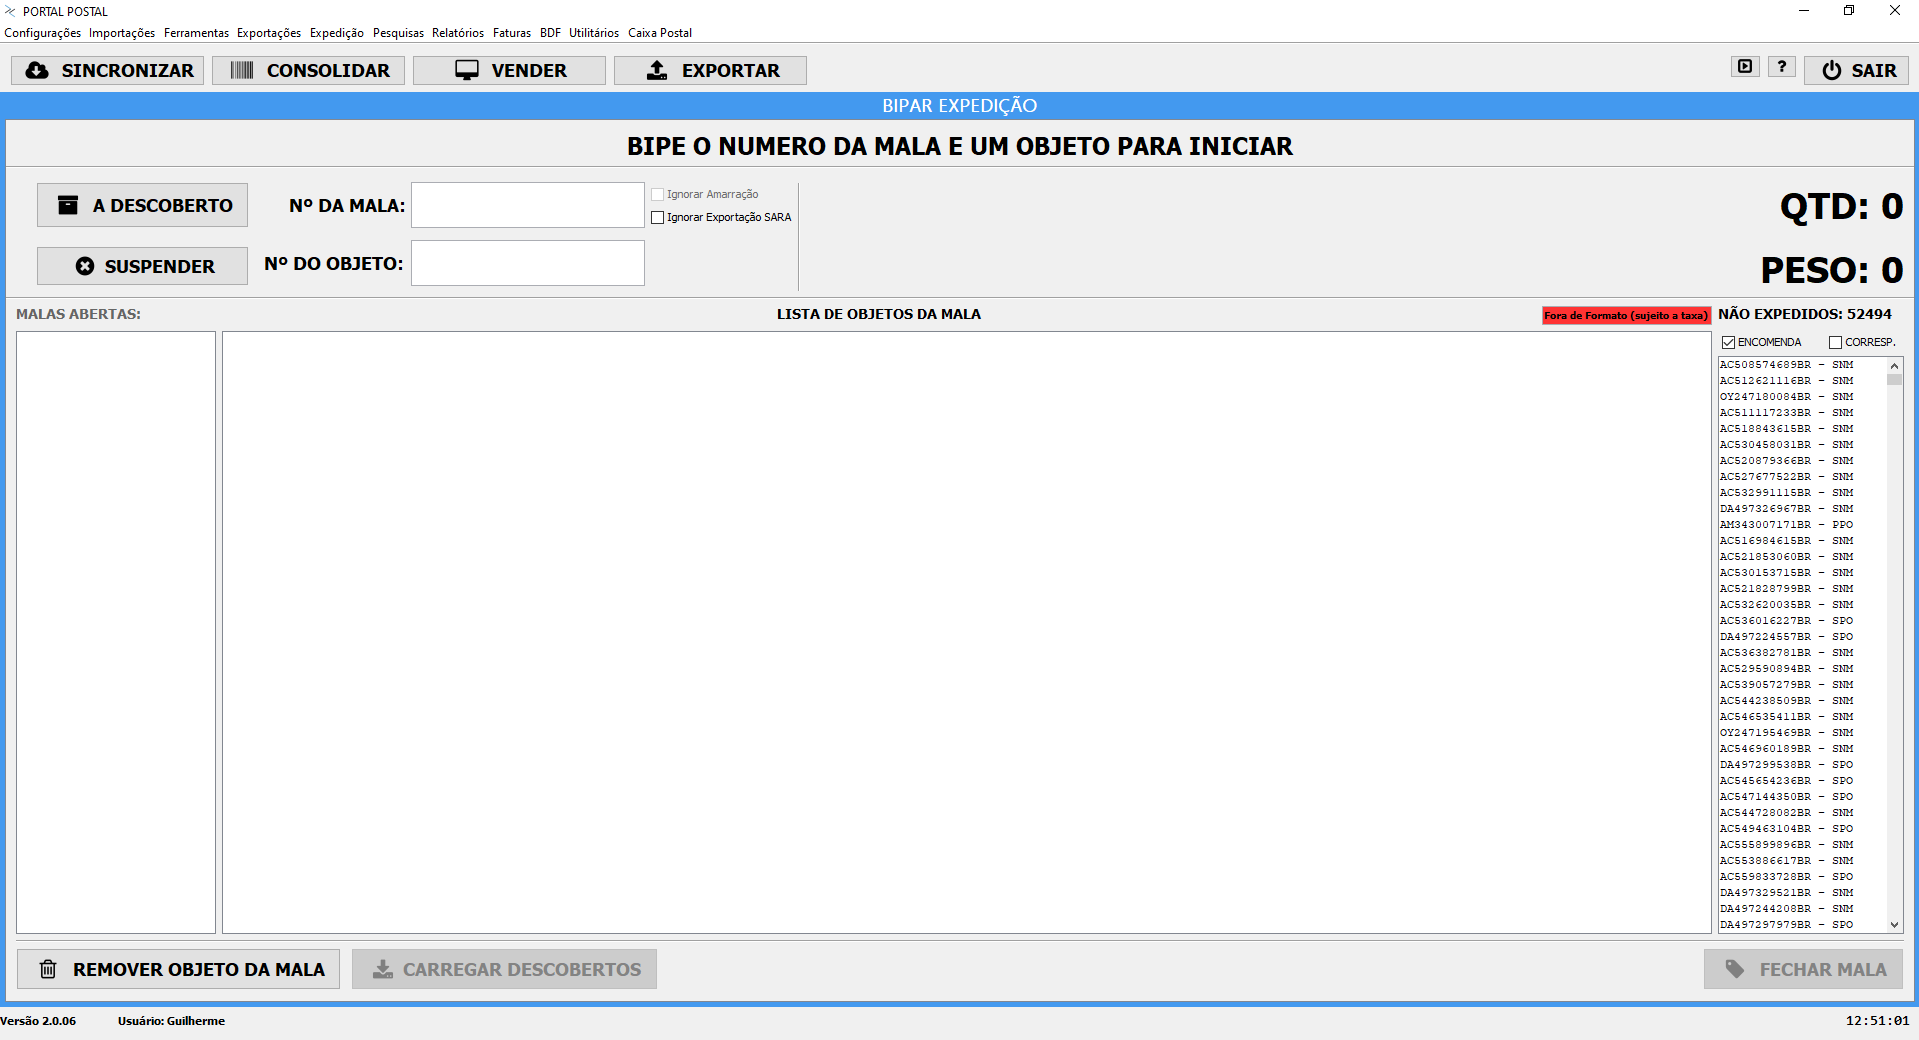 PORTAL POSTAL
Configurações Importações Ferramentas Exportações Expedição Pesquisas Relatórios Faturas BDF Utilitários Caixa Postal
SINCRONIZAR CONSOLIDAR VENDER EXPORTAR ? SAIR
BIPAR EXPEDIÇÃO
BIPE O NUMERO DA MALA E UM OBJETO PARA INICIAR
A DESCOBERTO Nº DA MALA: Ignorar Amarração
Ignorar Exportação SARA
QTD: 0
SUSPENDER Nº DO OBJETO:
PESO: 0
MALAS ABERTAS: LISTA DE OBJETOS DA MALA Fora de Formato (sujeito a taxa) NÃO EXPEDIDOS: 52494
ENCOMENDA CORRESP.
AC508574689BR - SNM
AC512621116BR - SNM
OY247180084BR - SNM
AC511117233BR - SNM
AC518843615BR - SNM
AC530458031BR - SNM
AC520879366BR - SNM
AC527677522BR - SNM
AC532991115BR - SNM
DA497326967BR - SNM
AM343007171BR - PPO
AC516984615BR - SNM
AC521853060BR - SNM
AC530153715BR - SNM
AC521828799BR - SNM
AC532620035BR - SNM
AC536016227BR - SPO
DA497224557BR - SPO
AC536382781BR - SNM
AC529590894BR - SNM
AC539057279BR - SNM
AC544238509BR - SNM
AC546535411BR - SNM
OY247195469BR - SNM
AC546960189BR - SNM
DA497299538BR - SPO
AC545654236BR - SPO
AC547144350BR - SPO
AC544728082BR - SNM
AC549463104BR - SPO
AC555899896BR - SNM
AC553886617BR - SNM
AC559833728BR - SPO
DA497329521BR - SNM
DA497244208BR - SNM
DA497297979BR - SPO
REMOVER OBJETO DA MALA CARREGAR DESCOBERTOS FECHAR MALA
Versão 2.0.06 Usuário: Guilherme 12:51:01